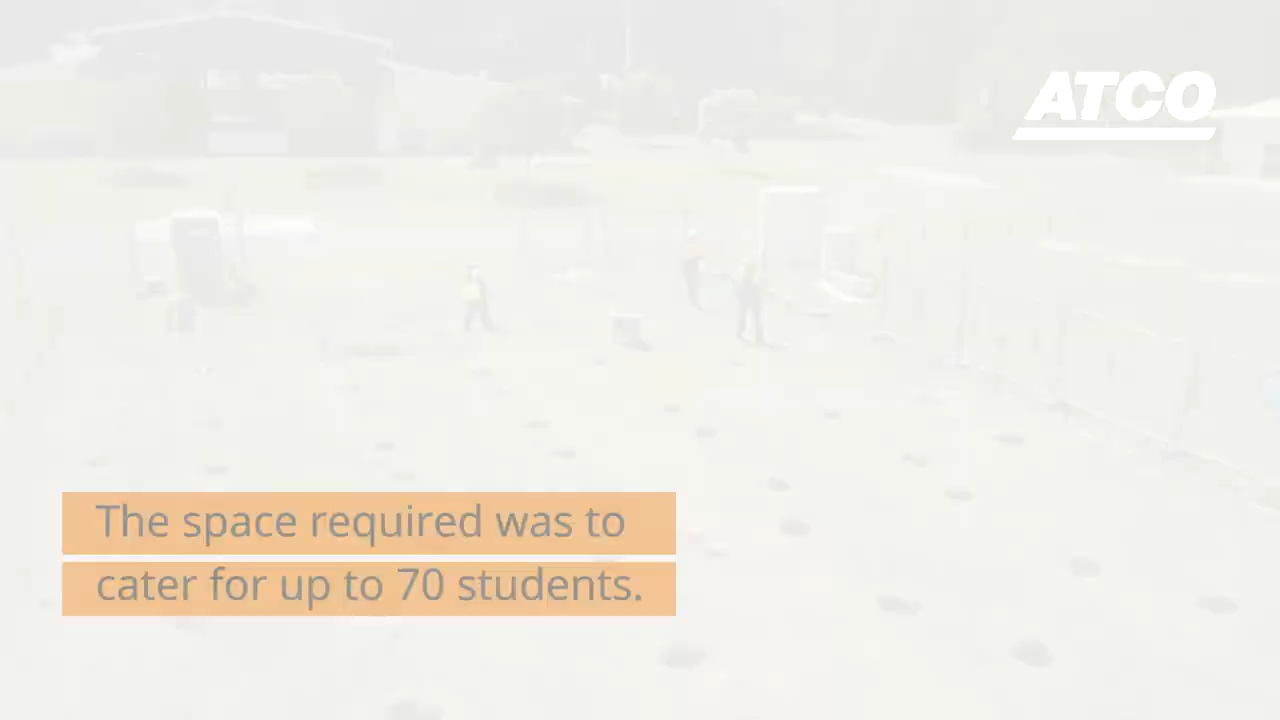 ATCO
The space required was to
cater for up to 70 students.